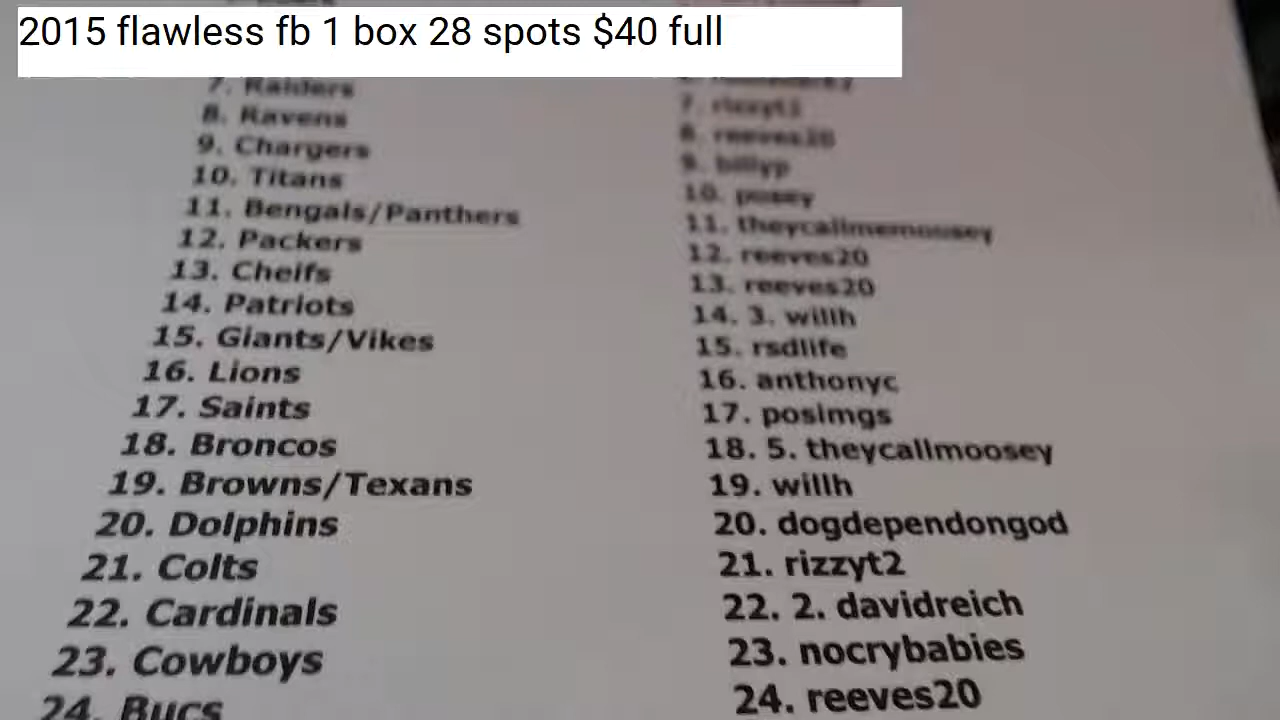 2015 flawless fb 1 box 28 spots $40 full
7. Raiders
8. Ravens
9. Chargers
10. Titans
11. Bengals/Panthers
12. Packers
13. Cheifs
14. Patriots
15. Giants/Vikes
16. Lions
17. Saints
18. Broncos
19. Browns/Texans
20. Dolphins
21. Colts
22. Cardinals
23. Cowboys
24. Bucs
7. rizzyt2
8. reeves20
9. billyp
10. posey
11. theycallmemoosey
12. reeves20
13. reeves20
14. 3. willh
15. rsdlife
16. anthonyc
17. posimgs
18. 5. theycallmoosey
19. willh
20. dogdependongod
21. rizzyt2
22. 2. davidreich
23. nocrybabies
24. reeves20